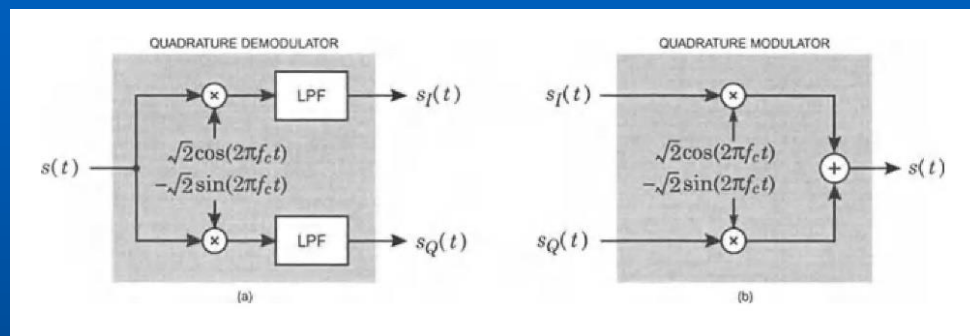 QUADRATURE DEMODULATOR
s(t)
×
LPF
s_I(t)
√2cos(2πf_ct)
−√2sin(2πf_ct)
×
LPF
s_Q(t)
(a)
QUADRATURE MODULATOR
s_I(t)
×
√2cos(2πf_ct)
−√2sin(2πf_ct)
+
s(t)
s_Q(t)
×
(b)